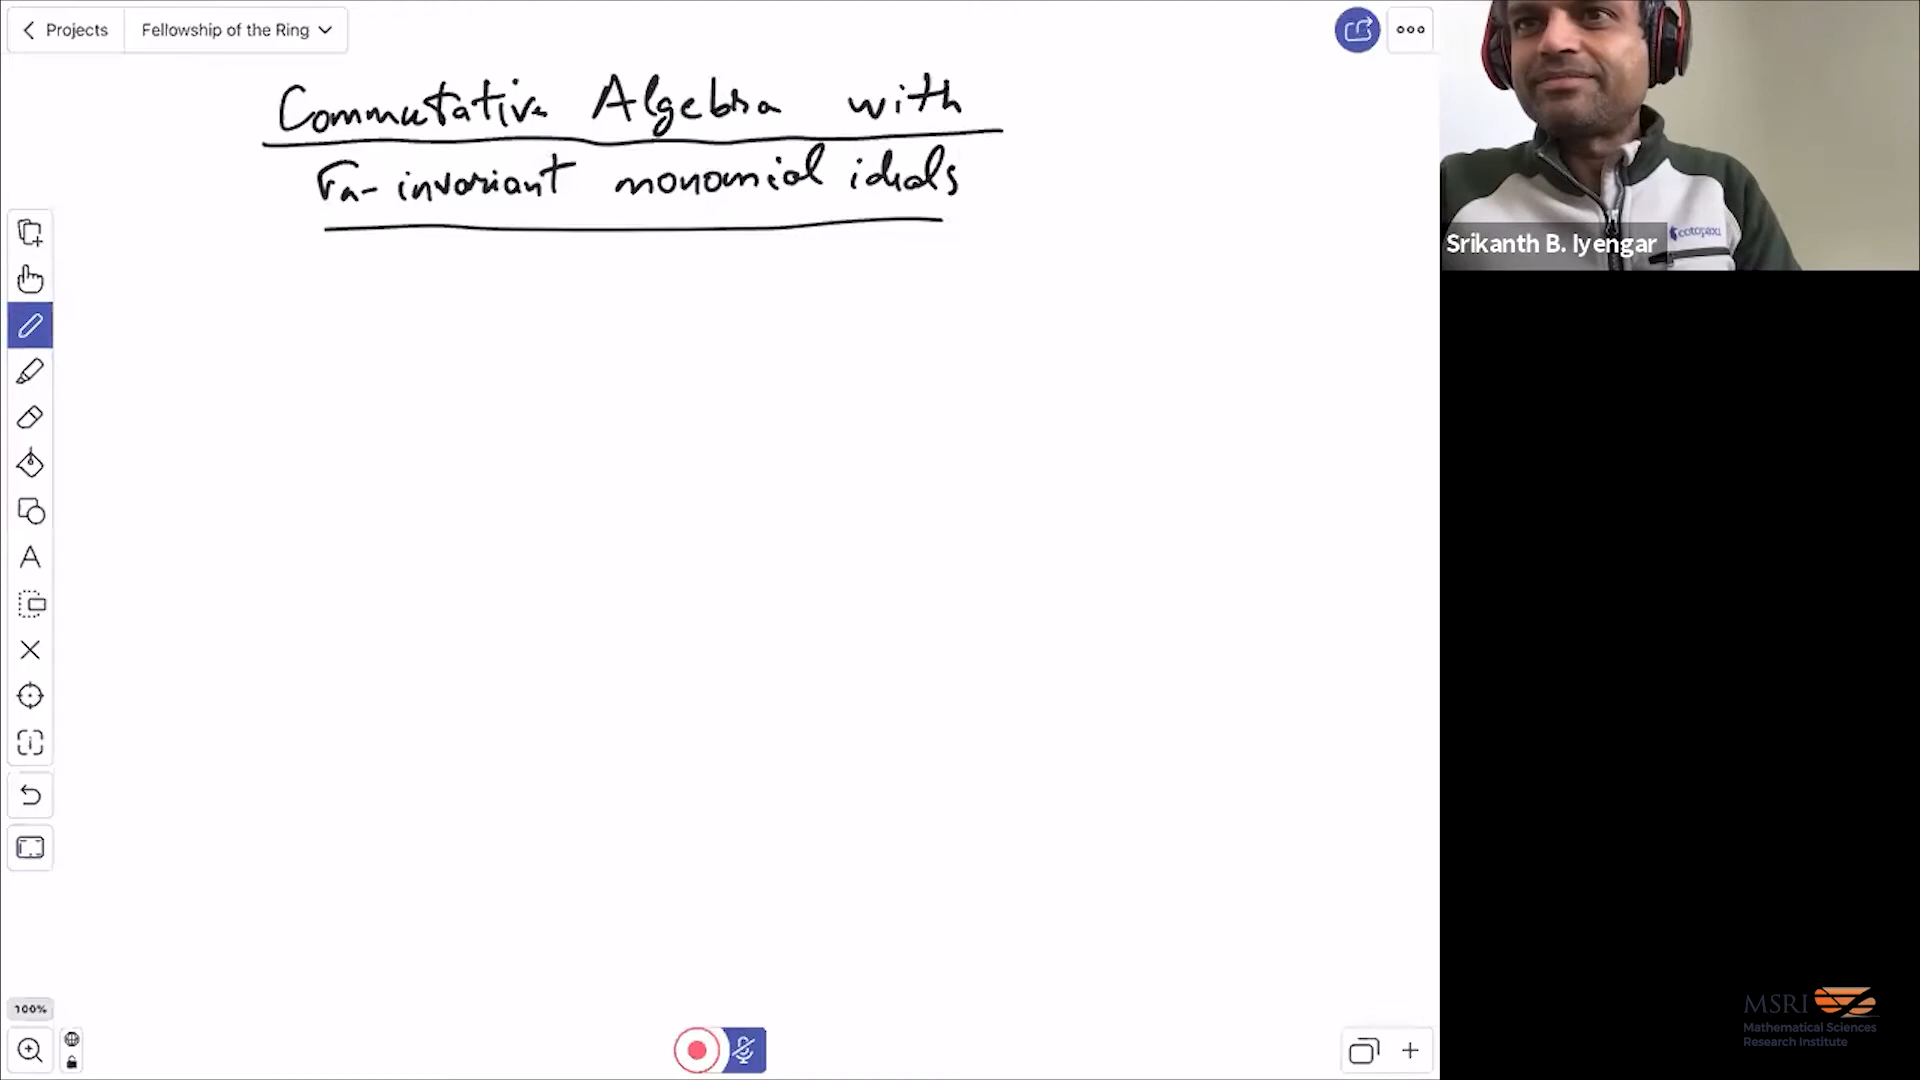 Projects
Fellowship of the Ring
Commutative Algebra with
-invariant monomial ideals
Srikanth B. Iyengar
cotopaxi
A
100%
MSRI
Mathematical Sciences
Research Institute